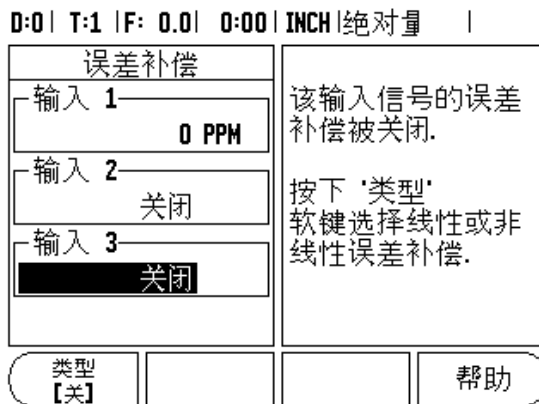 D:0| T:1 |F: 0.0| 0:00|INCH|绝对量 |
误差补偿
输入 1
0 PPM
输入 2
关闭
输入 3
关闭
该输入信号的误差
补偿被关闭.
按下 '类型'
软键选择线性或非
线性误差补偿.
类型
[关]
帮助